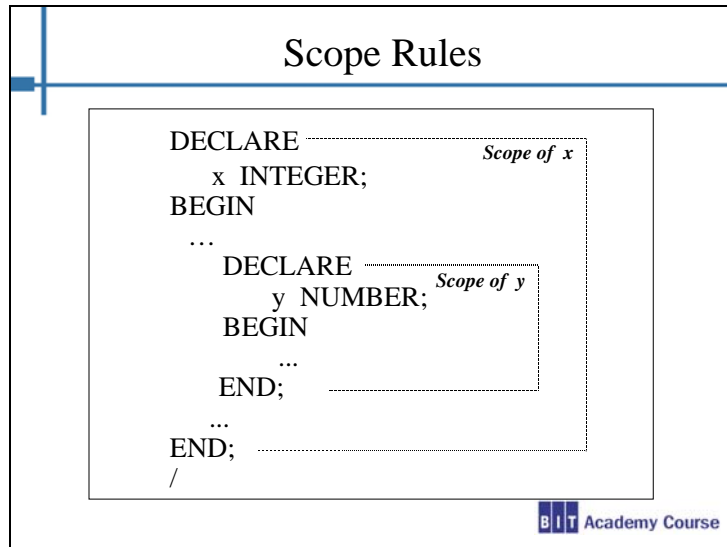 Scope Rules
DECLARE
Scope of x
x INTEGER;
BEGIN
…
DECLARE
Scope of y
y NUMBER;
BEGIN
...
END;
...
END;
/
BIT Academy Course